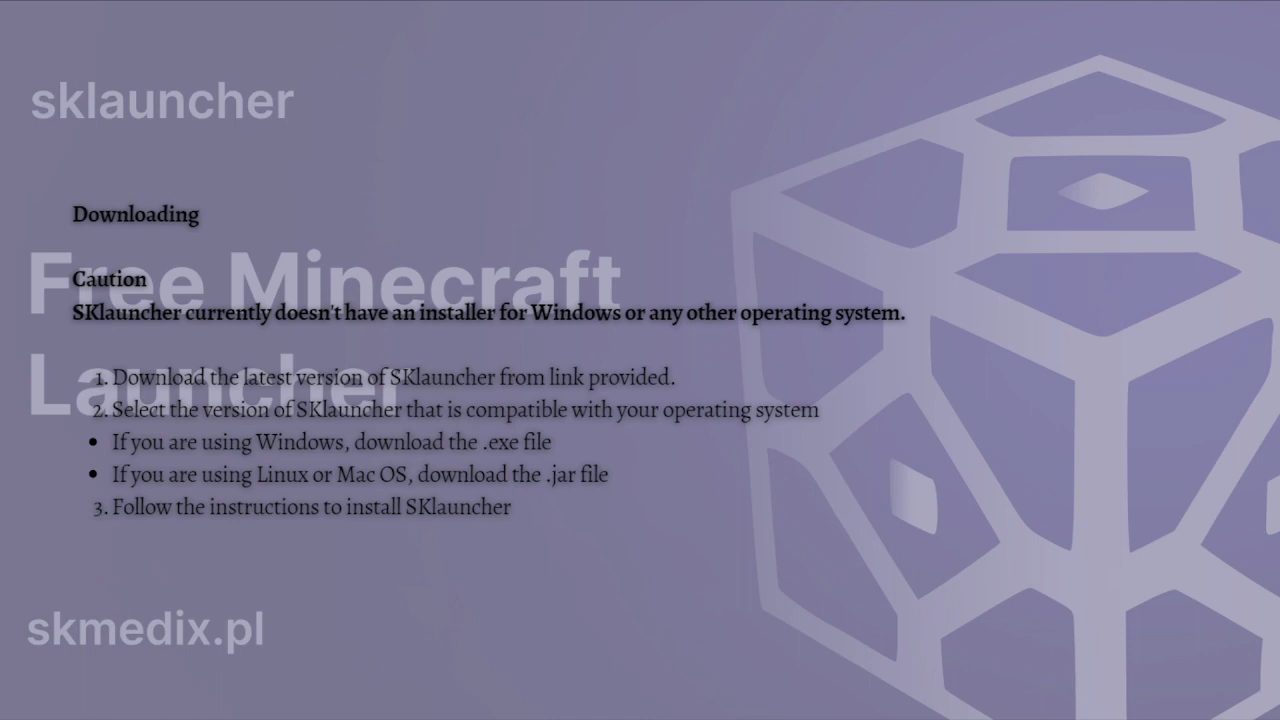 sklauncher
Downloading
Free Minecraft
Caution
SKlauncher currently doesn't have an installer for Windows or any other operating system.
Launcher
1. Download the latest version of SKlauncher from link provided.
2. Select the version of SKlauncher that is compatible with your operating system
• If you are using Windows, download the .exe file
• If you are using Linux or Mac OS, download the .jar file
3. Follow the instructions to install SKlauncher
skmedix.pl